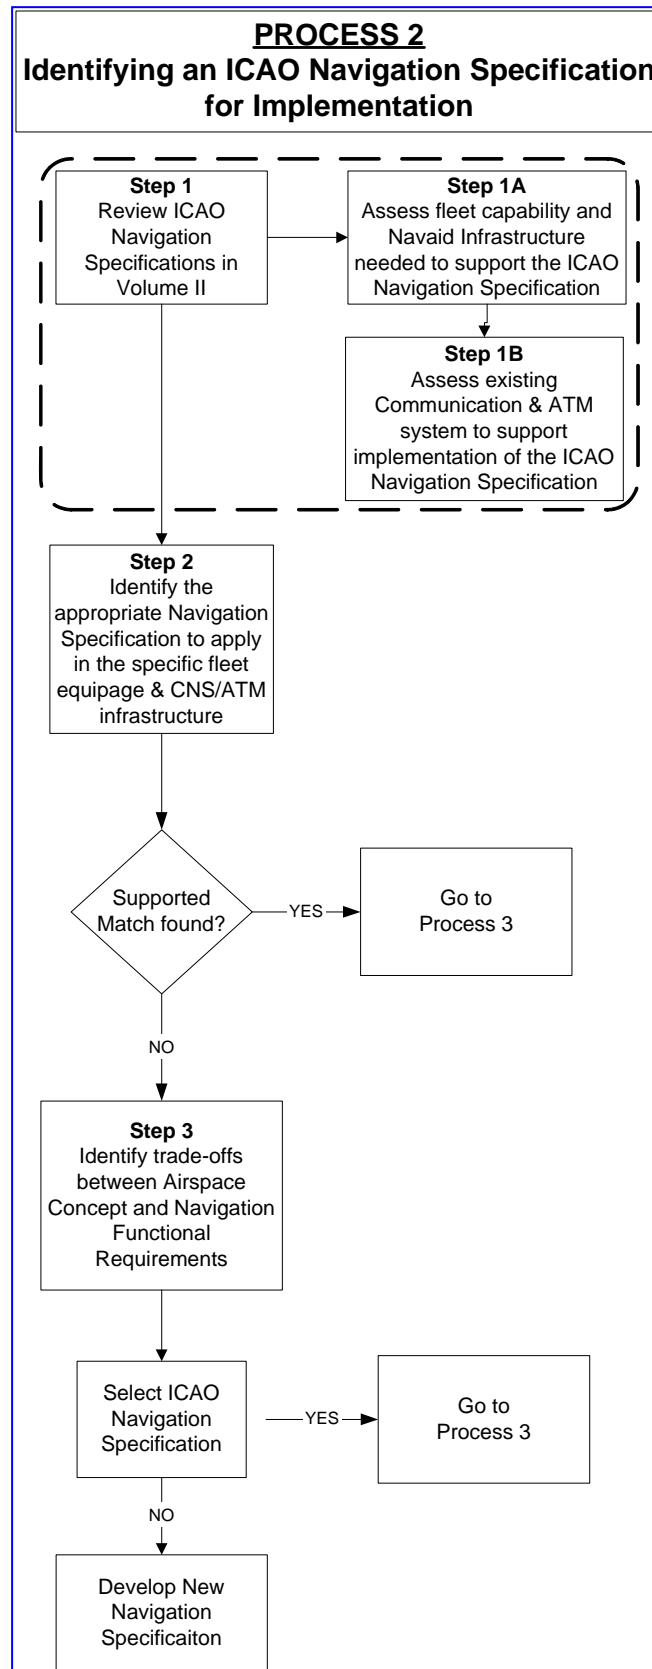 PROCESS 2
Identifying an ICAO Navigation Specification
for Implementation
Step 1
Review ICAO
Navigation
Specifications in
Volume II
Step 1A
Assess fleet capability and
Navaid Infrastructure
needed to support the ICAO
Navigation Specification
Step 1B
Assess existing
Communication & ATM
system to support
implementation of the ICAO
Navigation Specification
Step 2
Identify the
appropriate Navigation
Specification to apply
in the specific fleet
equipage & CNS/ATM
infrastructure
Supported
Match found?
YES
Go to
Process 3
NO
Step 3
Identify trade-offs
between Airspace
Concept and Navigation
Functional
Requirements
Select ICAO
Navigation
Specification
YES
Go to
Process 3
NO
Develop New
Navigation
Specificaiton